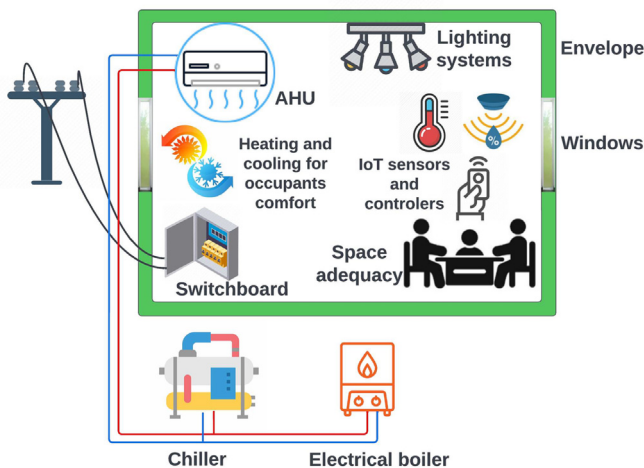 Lighting
systems
Envelope
AHU
Windows
Heating and
cooling for
occupants
comfort
%
IoT sensors
and
controlers
Space
adequacy
Switchboard
Chiller
Electrical boiler